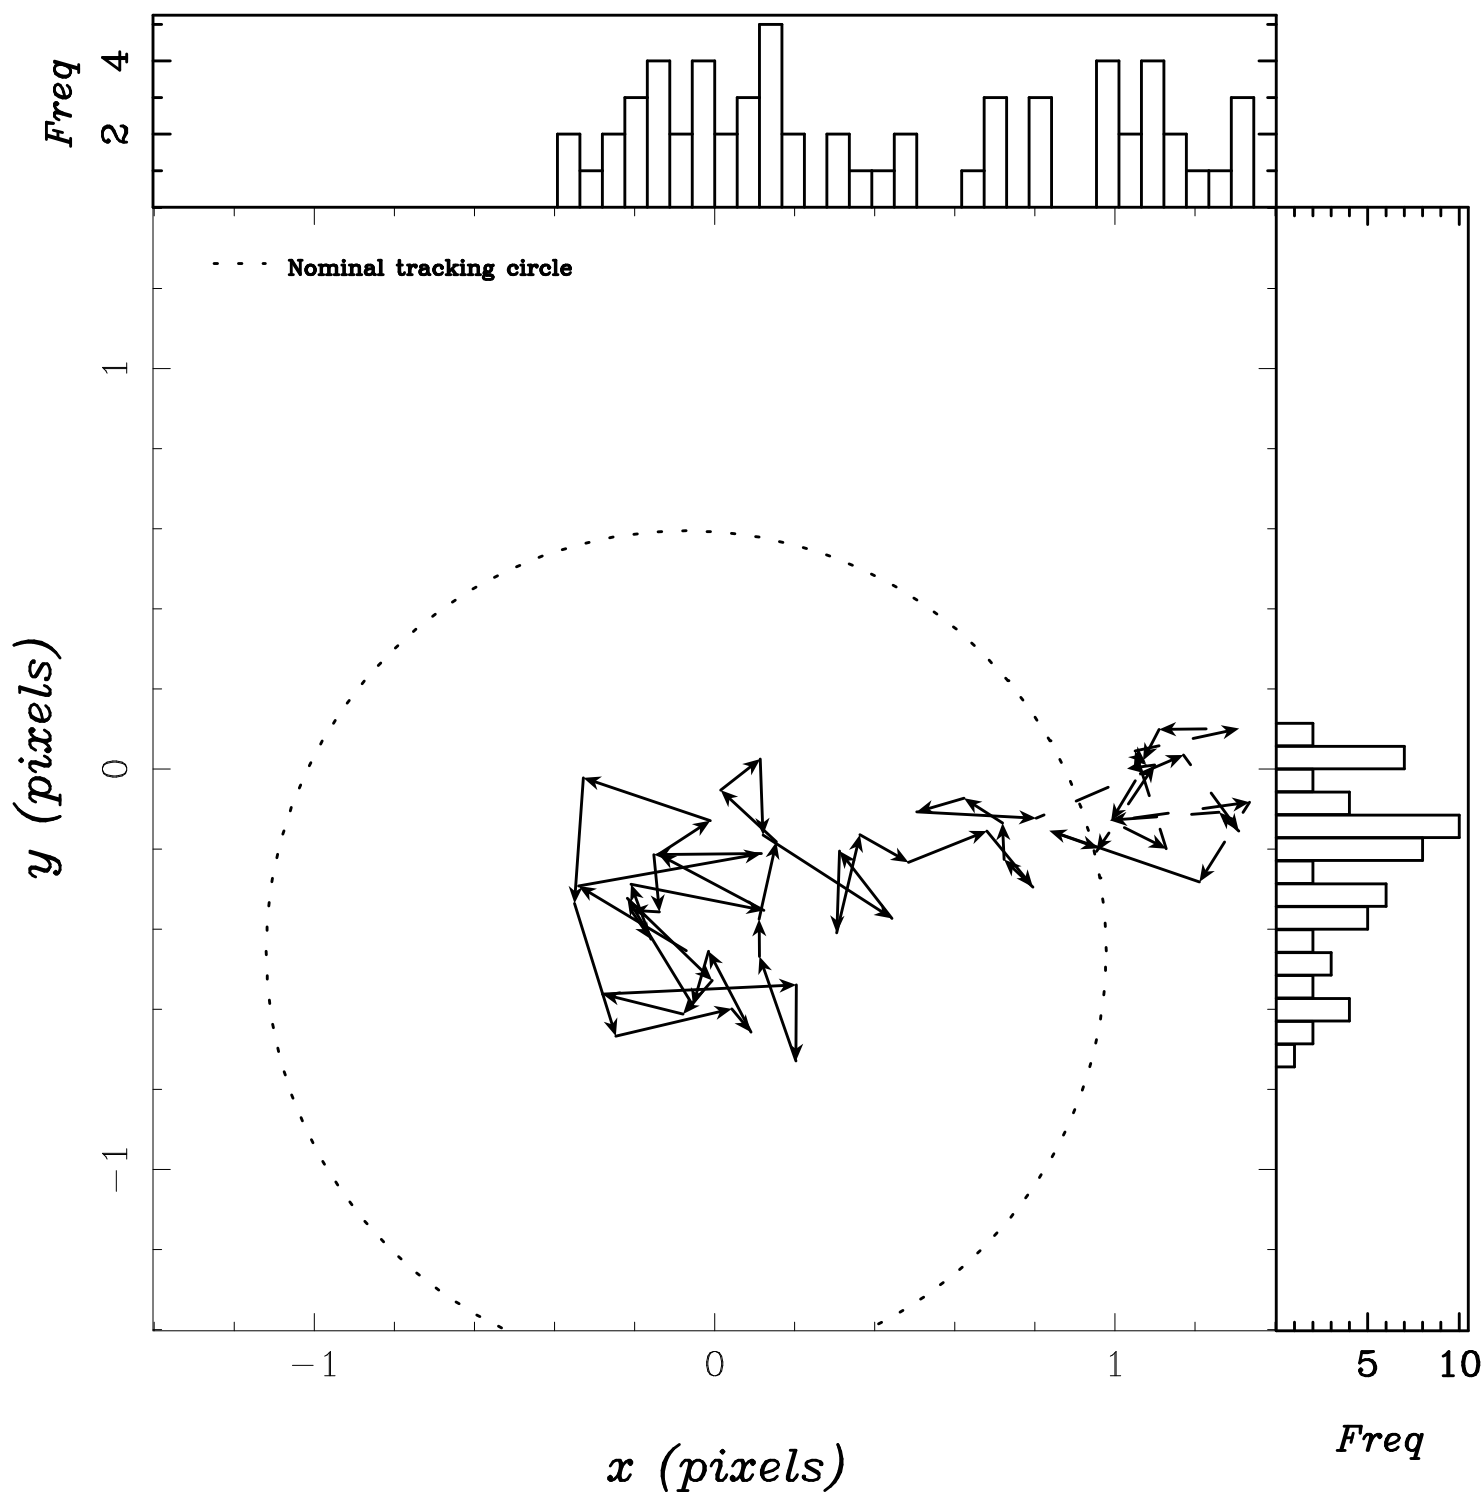 Freq
4
2
Nominal tracking circle
1
0
−1
y (pixels)
−1 0 1
5 10
Freq
x (pixels)